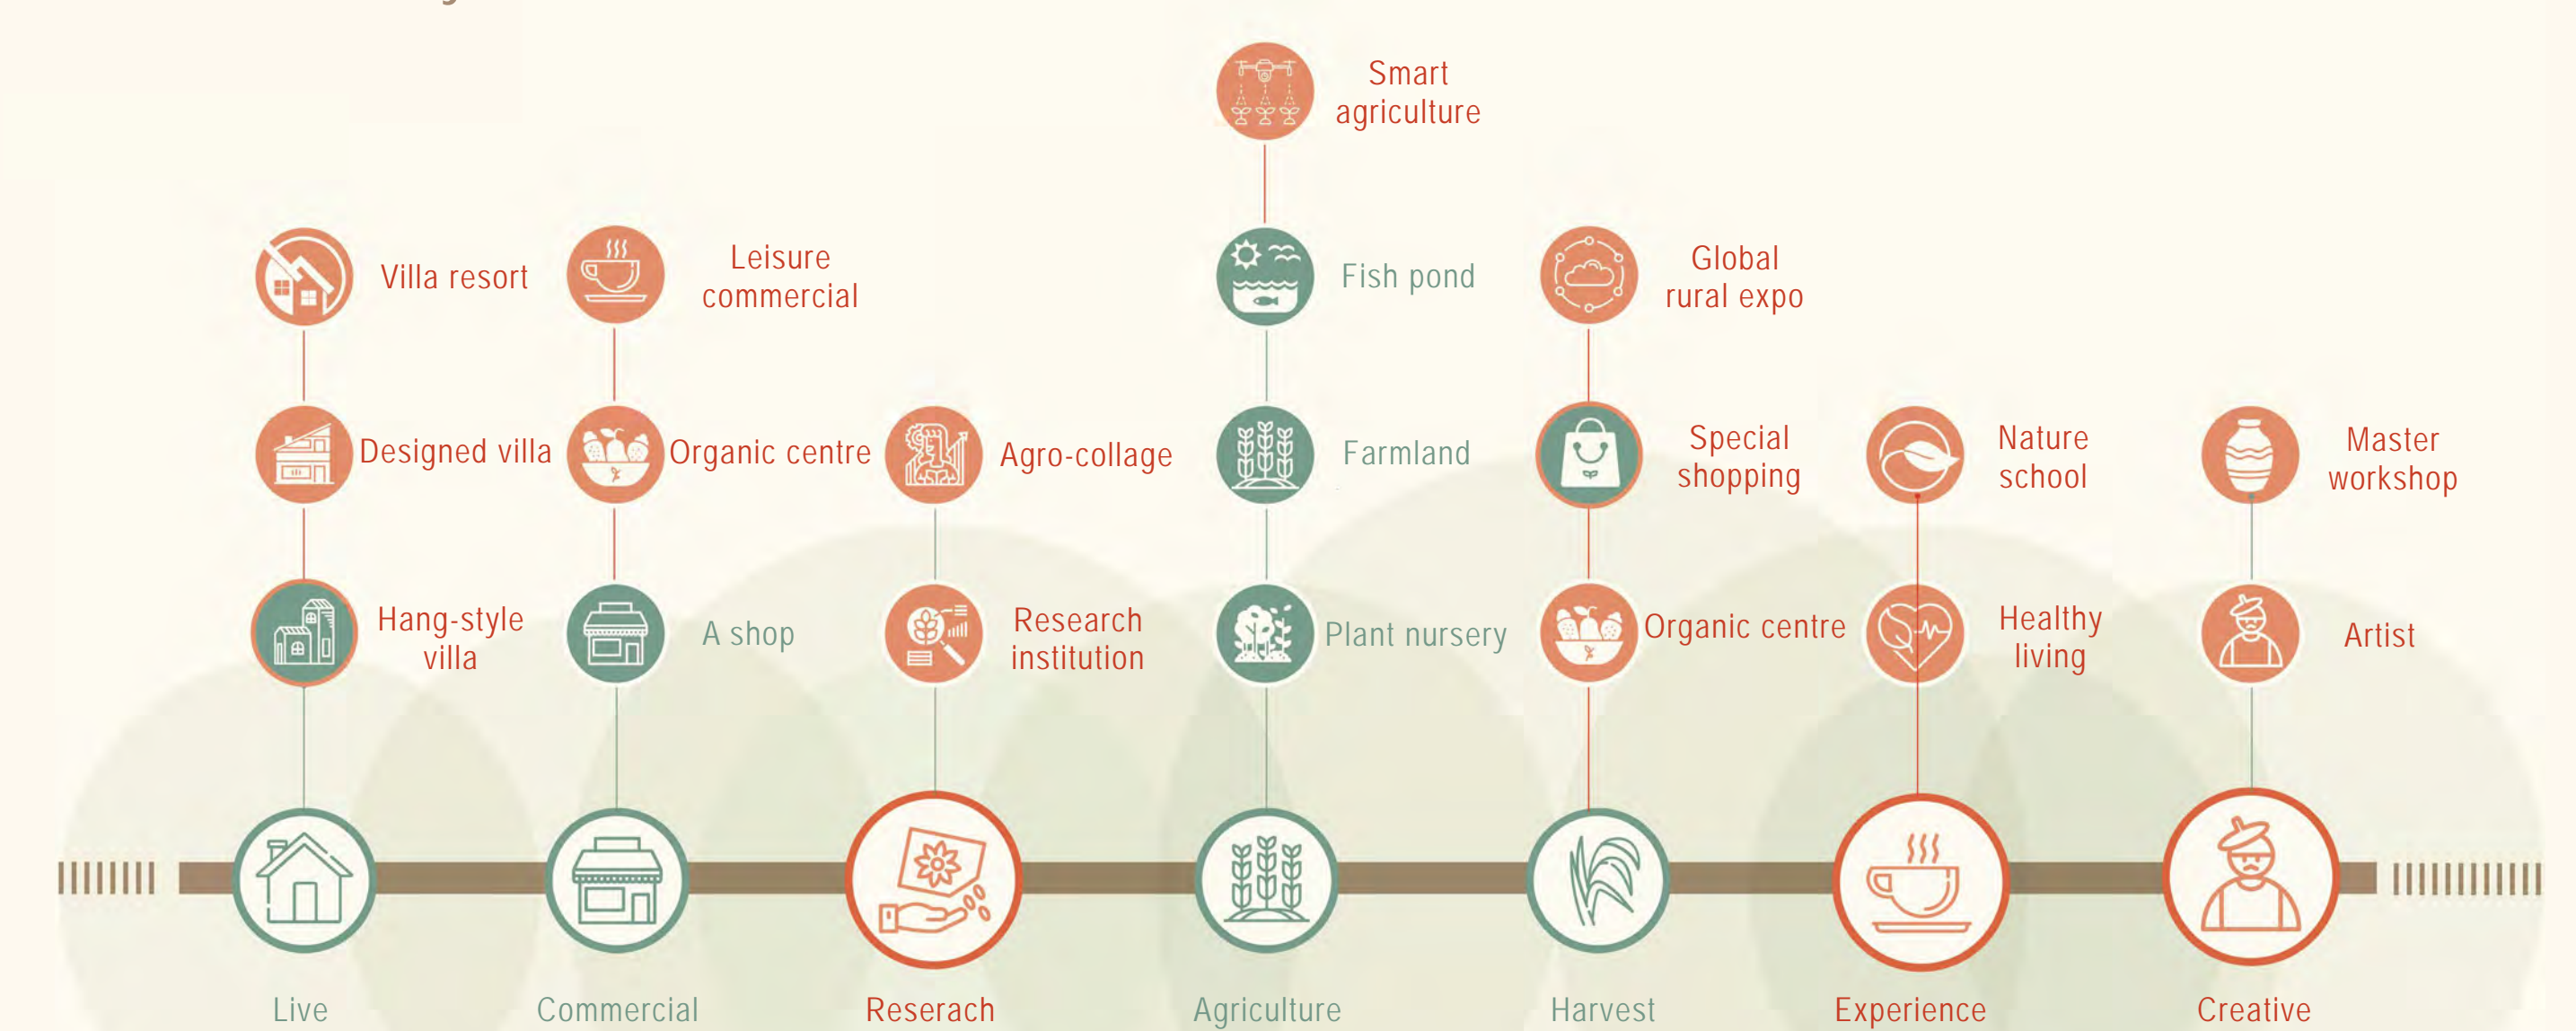 Smart
agriculture
Villa resort
Leisure
commercial
Fish pond
Global
rural expo
Designed villa
Organic centre
Agro-collage
Farmland
Special
shopping
Nature
school
Master
workshop
Hang-style
villa
A shop
Research
institution
Plant nursery
Organic centre
Healthy
living
Artist
Live
Commercial
Reserach
Agriculture
Harvest
Experience
Creative